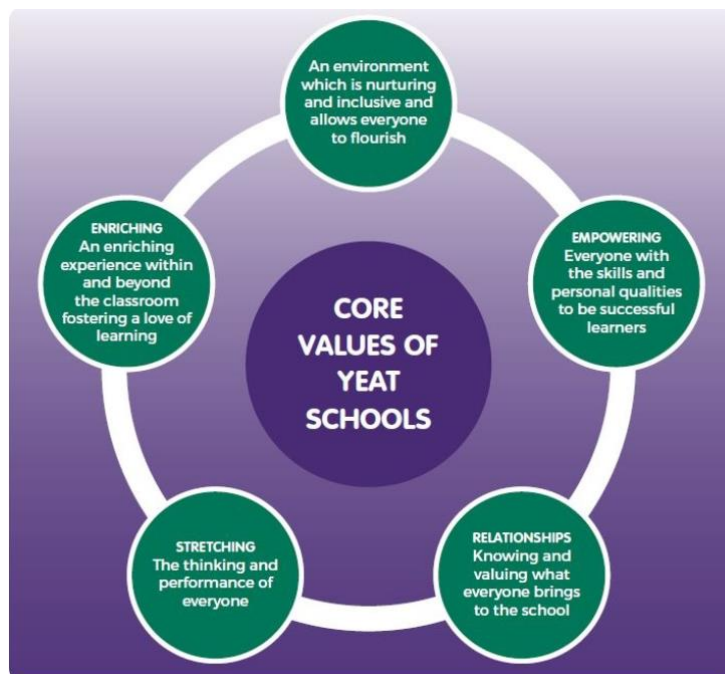 An environment
which is nurturing
and inclusive and
allows everyone
to flourish
EMPOWERING
Everyone with
the skills and
personal qualities
to be successful
learners
RELATIONSHIPS
Knowing and
valuing what
everyone brings
to the school
STRETCHING
The thinking and
performance of
everyone
ENRICHING
An enriching
experience within
and beyond
the classroom
fostering a love of
learning
CORE
VALUES OF
YEAT
SCHOOLS